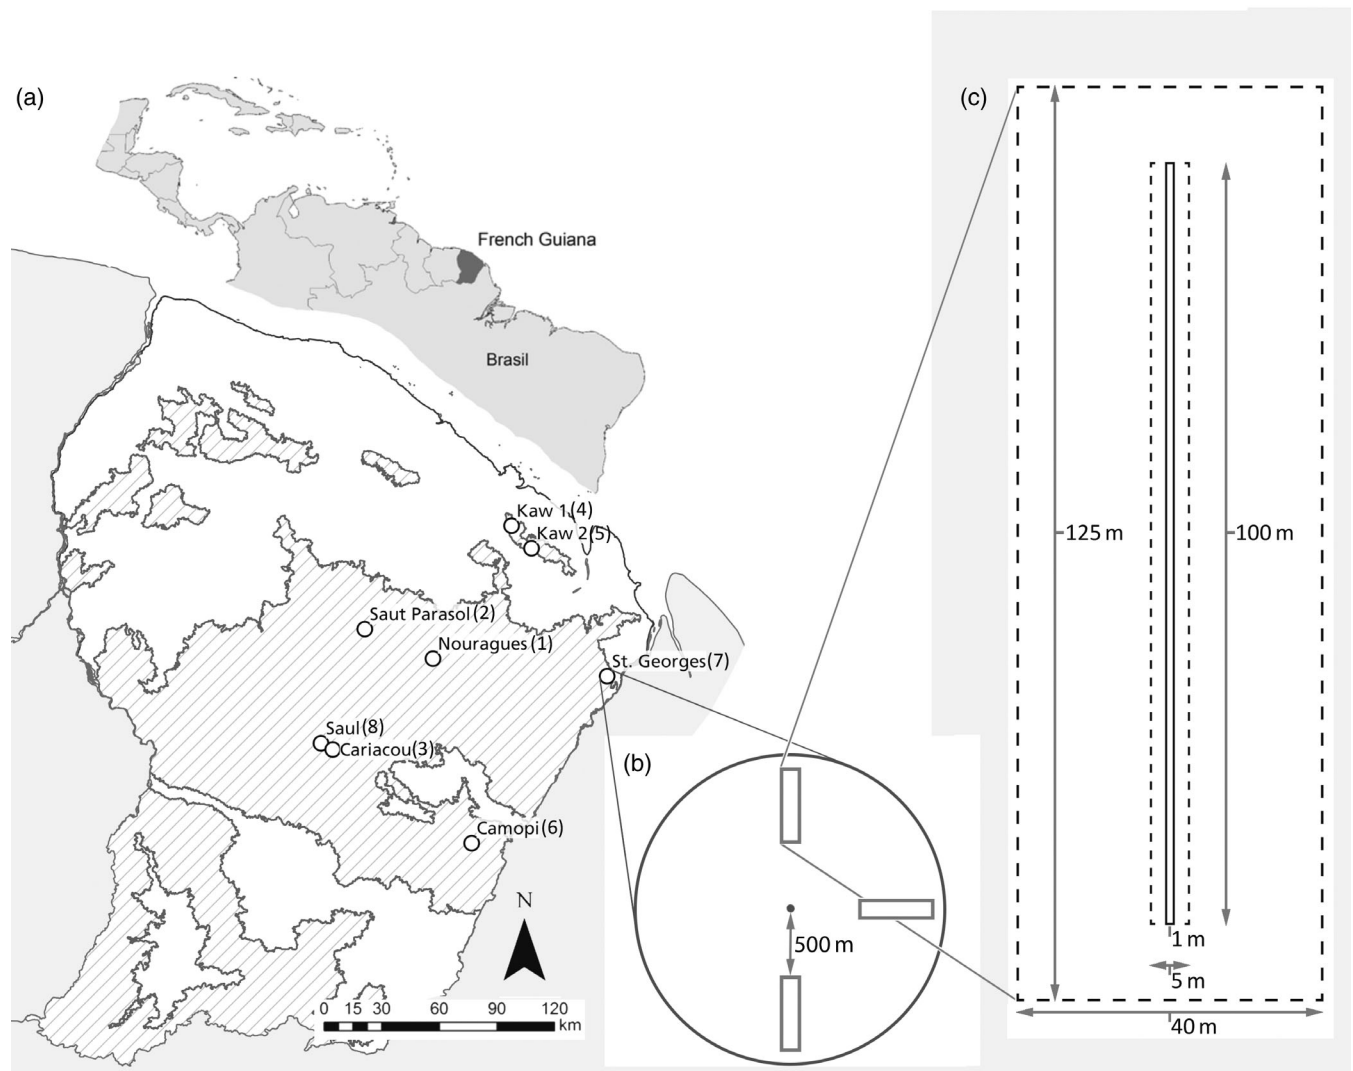 (a)
French Guiana
Brasil
Kaw 1 (4)
Kaw 2 (5)
Saut Parasol (2)
Nouragues (1)
St. Georges (7)
Saul (8)
Cariacou (3)
Camopi (6)
N
0 15 30 60 90 120
km
(b)
500 m
(c)
125 m
100 m
1 m
5 m
40 m